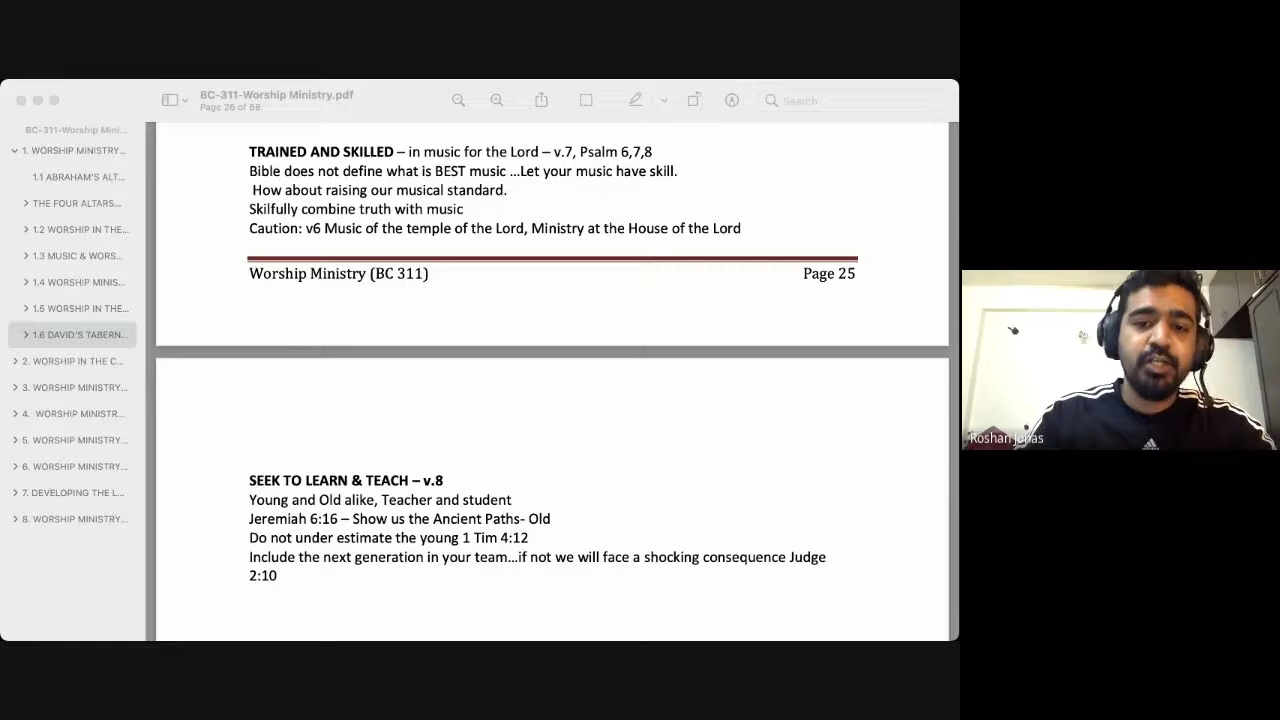 BC-311-Worship Ministry.pdf
Page 26 of 68
Search
BC-311-Worship Mini...
1. WORSHIP MINISTRY...
1.1 ABRAHAM'S ALT...
THE FOUR ALTARS...
1.2 WORSHIP IN THE...
1.3 MUSIC & WORS...
1.4 WORSHIP MINIS...
1.5 WORSHIP IN THE...
1.6 DAVID'S TABERN...
2. WORSHIP IN THE C...
3. WORSHIP MINISTRY...
4. WORSHIP MINISTR...
5. WORSHIP MINISTRY...
6. WORSHIP MINISTRY...
7. DEVELOPING THE L...
8. WORSHIP MINISTRY...
TRAINED AND SKILLED – in music for the Lord – v.7, Psalm 6,7,8
Bible does not define what is BEST music ...Let your music have skill.
How about raising our musical standard.
Skilfully combine truth with music
Caution: v6 Music of the temple of the Lord, Ministry at the House of the Lord
Worship Ministry (BC 311) Page 25
SEEK TO LEARN & TEACH – v.8
Young and Old alike, Teacher and student
Jeremiah 6:16 – Show us the Ancient Paths- Old
Do not under estimate the young 1 Tim 4:12
Include the next generation in your team...if not we will face a shocking consequence Judge
2:10
Roshan Jonas